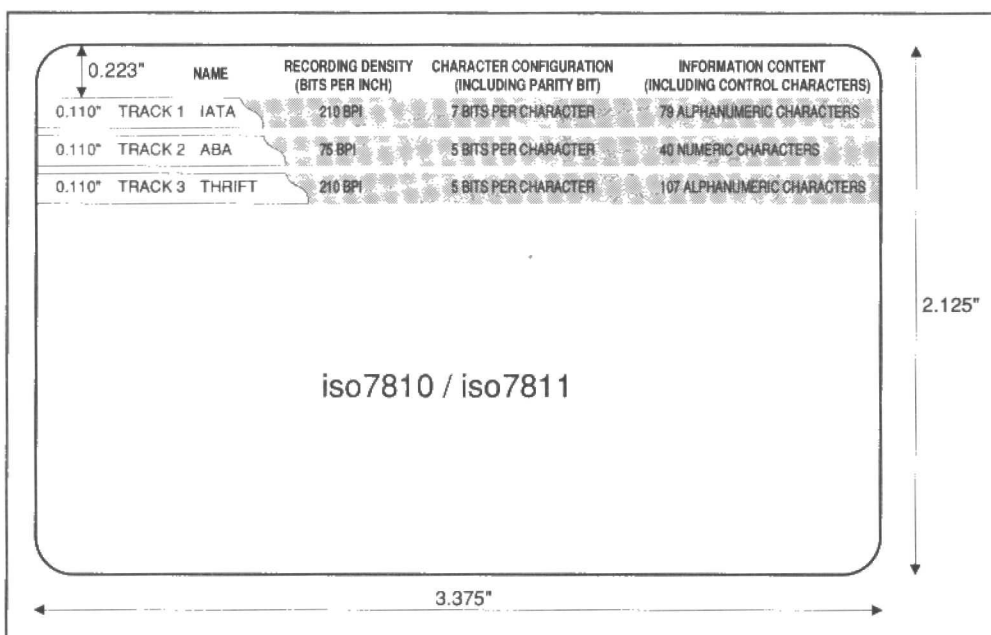 0.223"
NAME
RECORDING DENSITY
(BITS PER INCH)
CHARACTER CONFIGURATION
(INCLUDING PARITY BIT)
INFORMATION CONTENT
(INCLUDING CONTROL CHARACTERS)
0.110" TRACK 1 IATA 210 BPI 7 BITS PER CHARACTER 79 ALPHANUMERIC CHARACTERS
0.110" TRACK 2 ABA 75 BPI 5 BITS PER CHARACTER 40 NUMERIC CHARACTERS
0.110" TRACK 3 THRIFT 210 BPI 5 BITS PER CHARACTER 107 ALPHANUMERIC CHARACTERS
2.125"
iso7810 / iso7811
3.375"